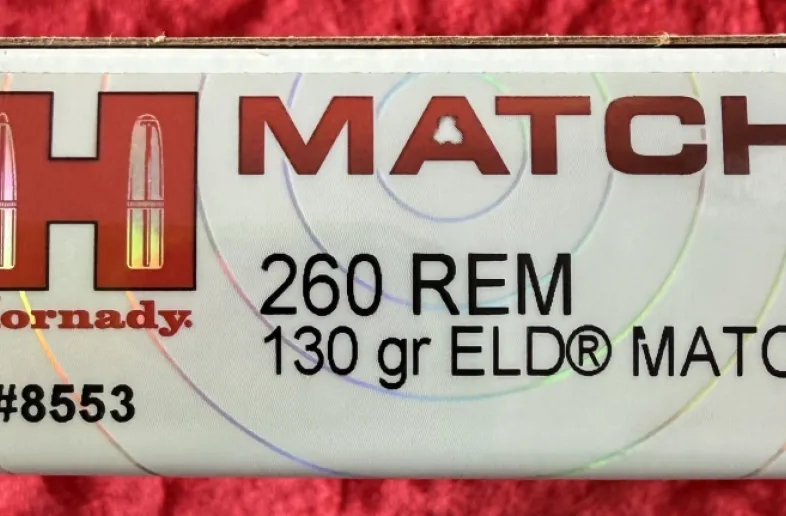 H MATCH
260 REM
130 gr ELD® MATC
ornady.
#8553